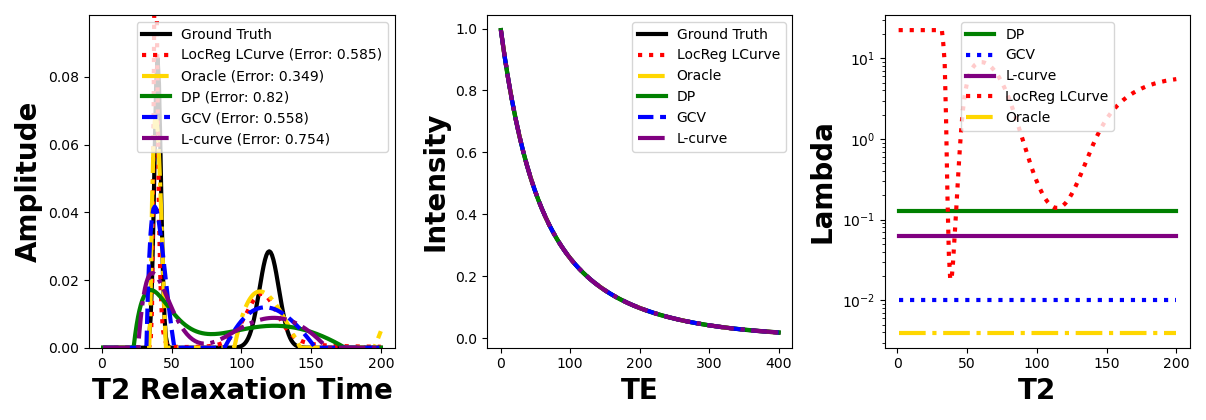 Amplitude
0.00
0.02
0.04
0.06
0.08
Ground Truth
LocReg LCurve (Error: 0.585)
Oracle (Error: 0.349)
DP (Error: 0.82)
GCV (Error: 0.558)
L-curve (Error: 0.754)
0 50 100 150 200
T2 Relaxation Time
Intensity
0.0
0.2
0.4
0.6
0.8
1.0
Ground Truth
LocReg LCurve
Oracle
DP
GCV
L-curve
0 100 200 300 400
TE
Lambda
10⁻²
10⁻¹
10⁰
10¹
DP
GCV
L-curve
LocReg LCurve
Oracle
0 50 100 150 200
T2